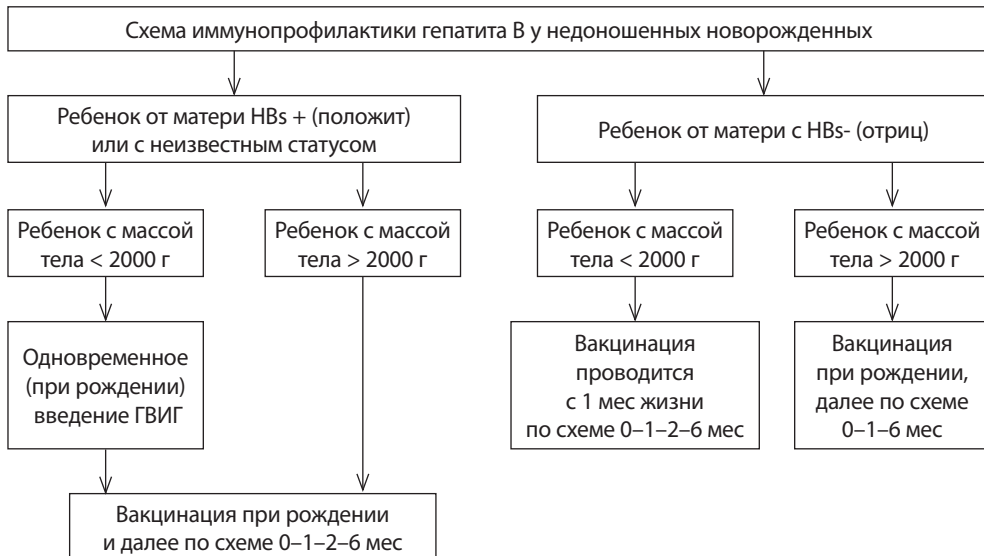 Схема иммунопрофилактики гепатита В у недоношенных новорожденных
Ребенок от матери HBs + (положит)
или с неизвестным статусом
Ребенок от матери с HBs- (отриц)
Ребенок с массой
тела < 2000 г
Ребенок с массой
тела > 2000 г
Ребенок с массой
тела < 2000 г
Ребенок с массой
тела > 2000 г
Одновременное
(при рождении)
введение ГВИГ
Вакцинация
проводится
с 1 мес жизни
по схеме 0–1–2–6 мес
Вакцинация
при рождении,
далее по схеме
0–1–6 мес
Вакцинация при рождении
и далее по схеме 0–1–2–6 мес